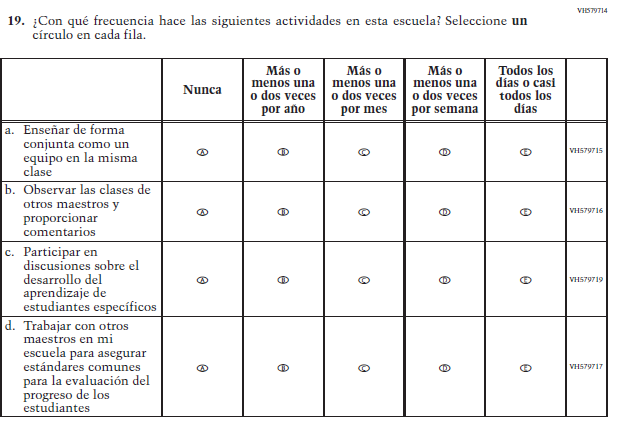 VH579714
19. ¿Con qué frecuencia hace las siguientes actividades en esta escuela? Seleccione un
círculo en cada fila.
Nunca
Más o
menos una
o dos veces
por año
Más o
menos una
o dos veces
por mes
Más o
menos una
o dos veces
por semana
Todos los
días o casi
todos los
días
a. Enseñar de forma
conjunta como un
equipo en la misma
clase
A B C D E VH579715
b. Observar las clases de
otros maestros y
proporcionar
comentarios
A B C D E VH579716
c. Participar en
discusiones sobre el
desarrollo del
aprendizaje de
estudiantes específicos
A B C D E VH579719
d. Trabajar con otros
maestros en mi
escuela para asegurar
estándares comunes
para la evaluación del
progreso de los
estudiantes
A B C D E VH579717